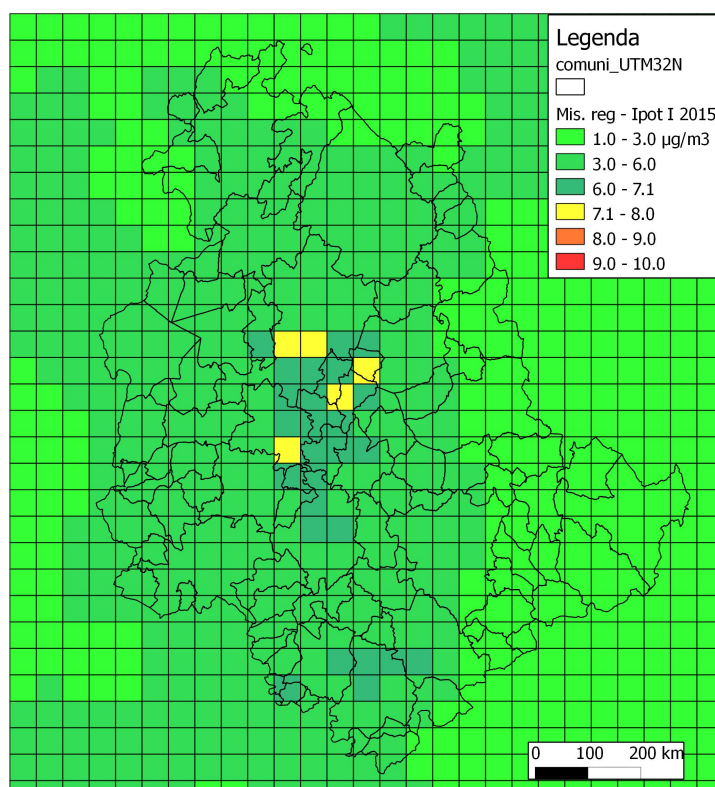 Legenda
comuni_UTM32N
Mis. reg - Ipot I 2015
1.0 - 3.0 µg/m3
3.0 - 6.0
6.0 - 7.1
7.1 - 8.0
8.0 - 9.0
9.0 - 10.0
0 100 200 km